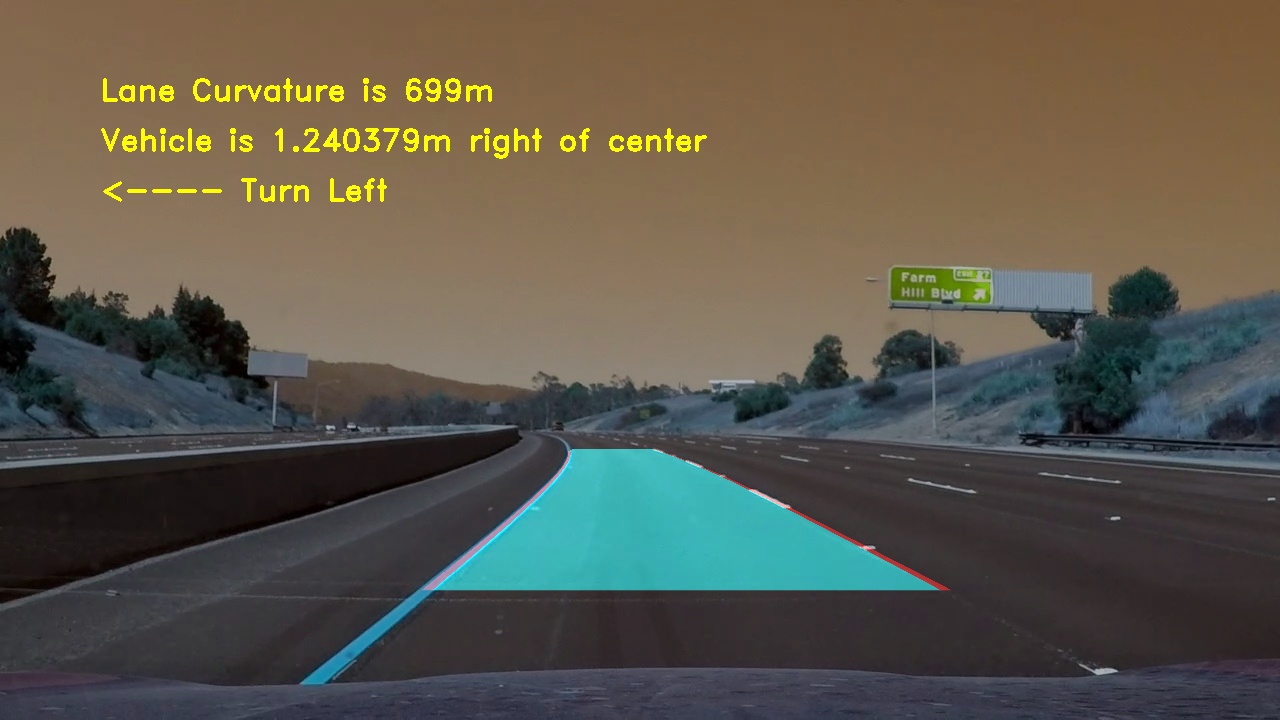 Lane Curvature is 699m
Vehicle is 1.240379m right of center
<---- Turn Left
Farm
Hill Blvd